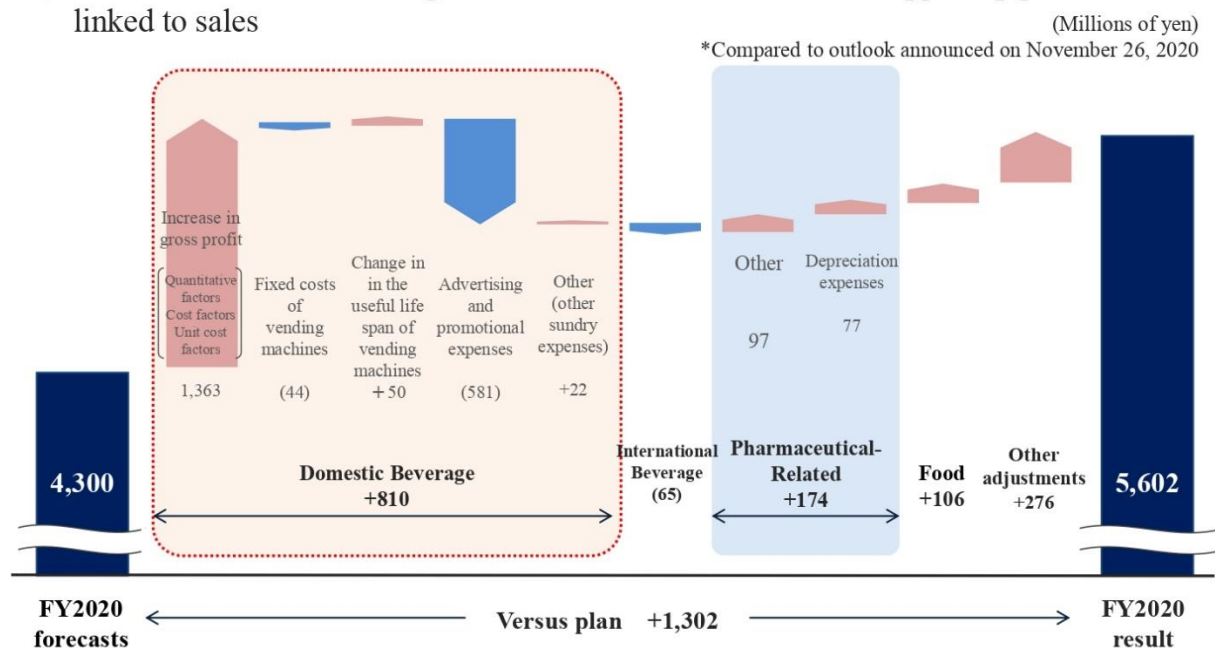 linked to sales
(Millions of yen)
*Compared to outlook announced on November 26, 2020
Increase in
gross profit
Quantitative
factors
Cost factors
Unit cost
factors
1,363
Fixed costs
of
vending
machines
(44)
Change in
in the
useful life
span of
vending
machines
+50
Advertising
and
promotional
expenses
(581)
Other
(other
sundry
expenses)
+22
Other
97
Depreciation
expenses
77
4,300
Domestic Beverage
+810
International
Beverage
(65)
Pharmaceutical-
Related
+174
Food
+106
Other
adjustments
+276
5,602
FY2020
forecasts
Versus plan +1,302
FY2020
result